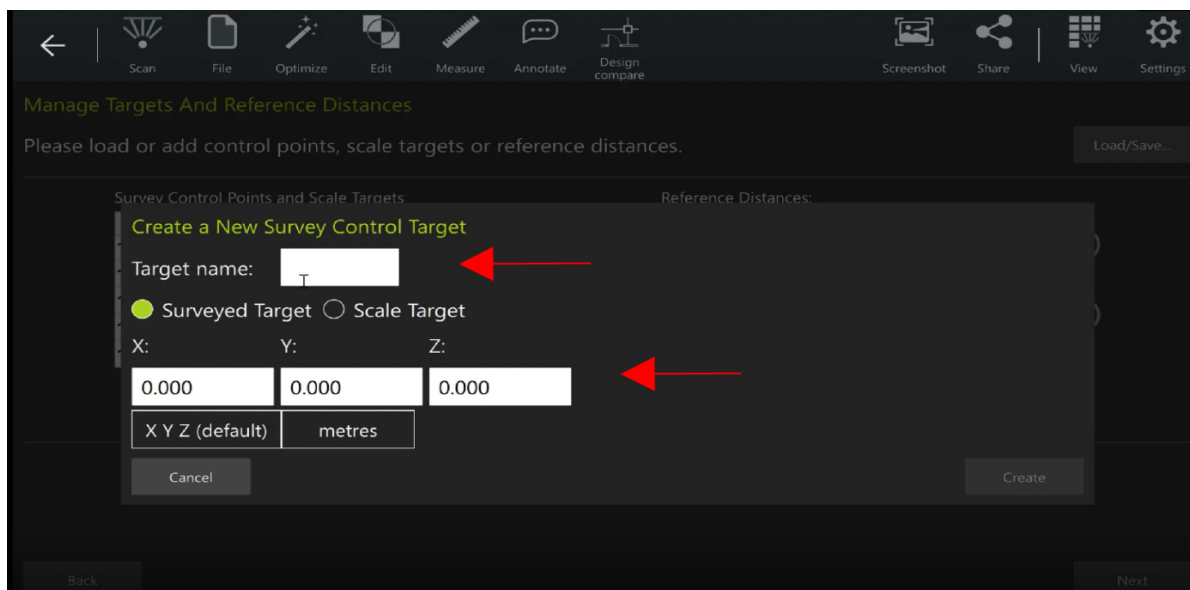 Scan File Optimize Edit Measure Annotate Design compare Screenshot Share View Settings
Manage Targets And Reference Distances
Please load or add control points, scale targets or reference distances.
Load/Save...
Survey Control Points and Scale Targets
Reference Distances:
Create a New Survey Control Target
Target name:
Surveyed Target Scale Target
X: Y: Z:
0.000 0.000 0.000
X Y Z (default) metres
Cancel Create
Back Next